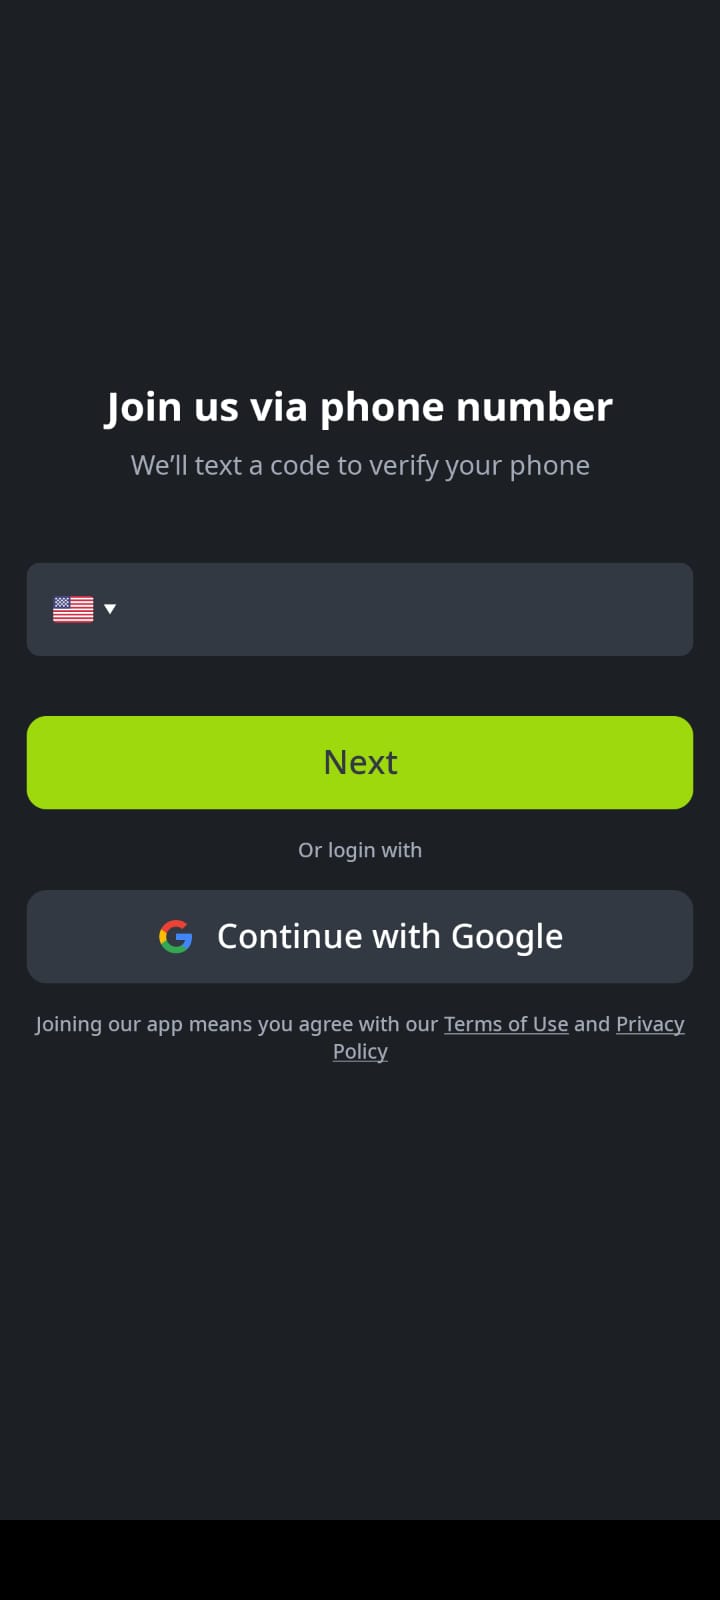 Join us via phone number
We’ll text a code to verify your phone
Next
Or login with
Continue with Google
Joining our app means you agree with our Terms of Use and Privacy
Policy